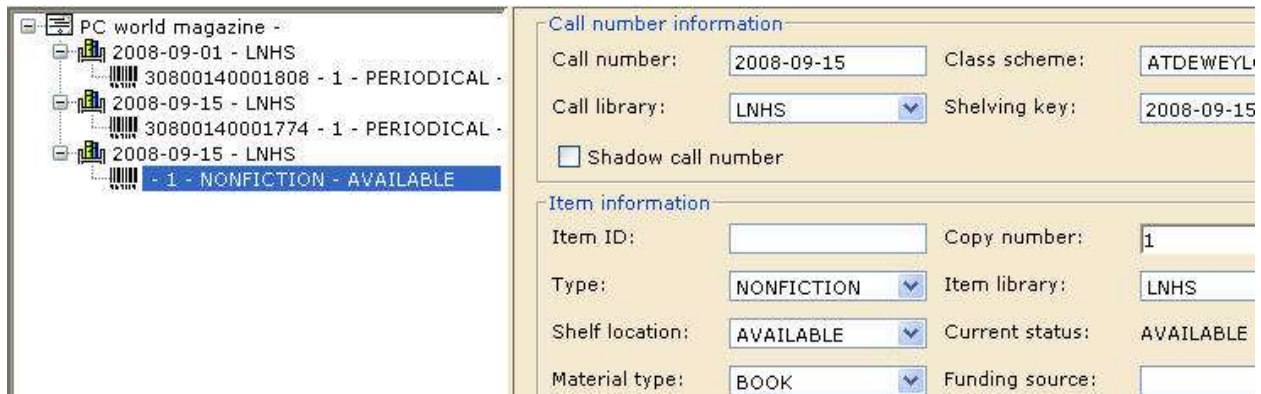 PC world magazine -
2008-09-01 - LNHS
30800140001808 - 1 - PERIODICAL -
2008-09-15 - LNHS
30800140001774 - 1 - PERIODICAL -
2008-09-15 - LNHS
- 1 - NONFICTION - AVAILABLE
Call number information
Call number: 2008-09-15 Class scheme: ATDEWEYL
Call library: LNHS Shelving key: 2008-09-15
Shadow call number
Item information
Item ID: Copy number: 1
Type: NONFICTION Item library: LNHS
Shelf location: AVAILABLE Current status: AVAILABLE
Material type: BOOK Funding source: